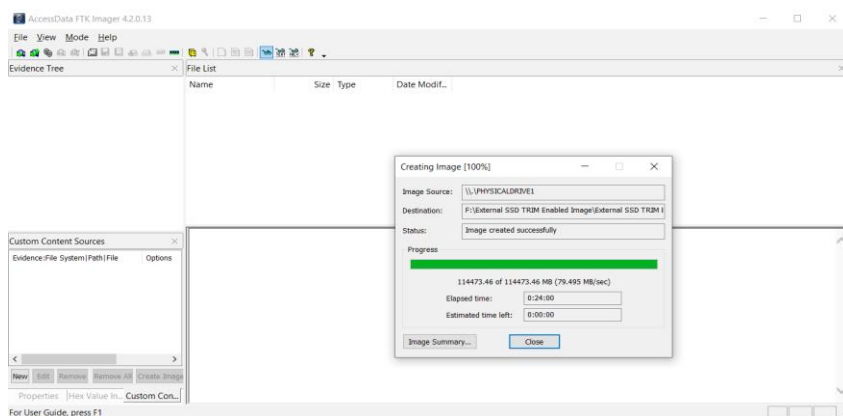 AccessData FTK Imager 4.2.0.13
File View Mode Help
Evidence Tree
File List
Name Size Type Date Modif...
Creating Image [100%]
Image Source: \\.\PHYSICALDRIVE1
Destination: F:\External SSD TRIM Enabled Image\External SSD TRIM
Status: Image created successfully
Progress
114473.46 of 114473.46 MB (79.495 MB/sec)
Elapsed time: 0:24:00
Estimated time left: 0:00:00
Image Summary... Close
Custom Content Sources
Evidence:File System|Path|File Options
New Edit Remove Remove All Create Image
Properties Hex Value In... Custom Con...
For User Guide, press F1